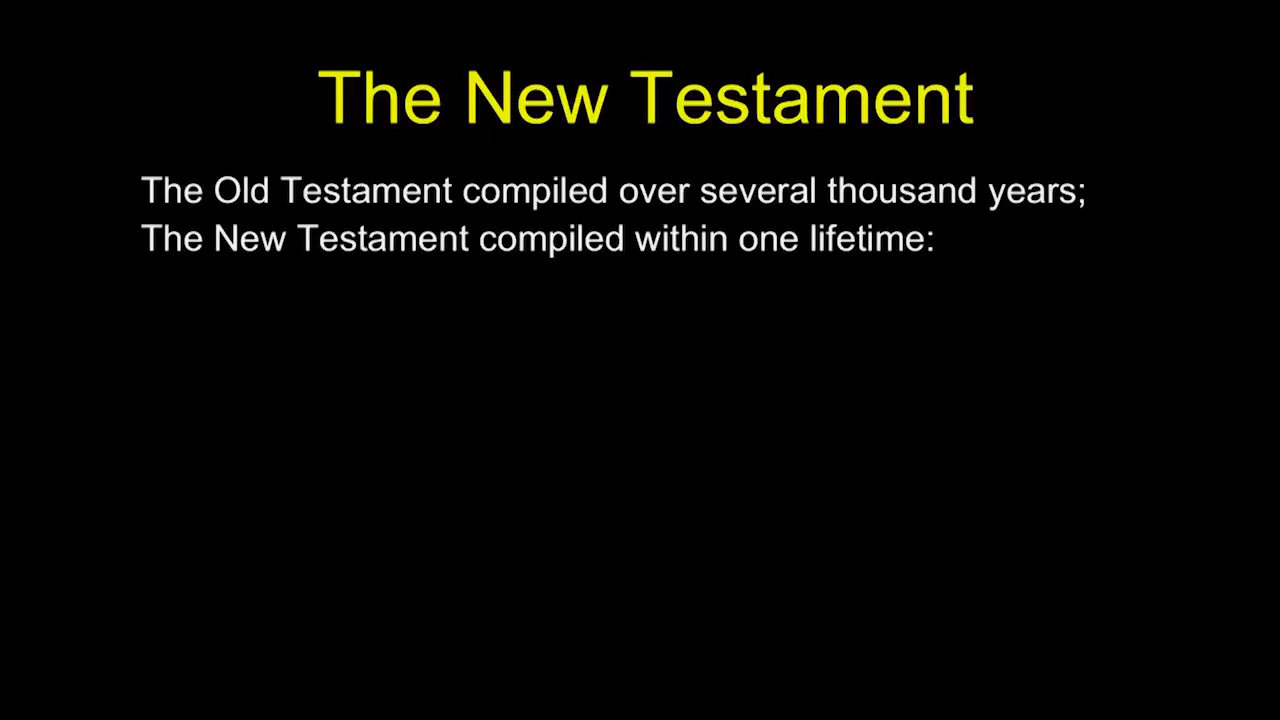 The New Testament
The Old Testament compiled over several thousand years;
The New Testament compiled within one lifetime: